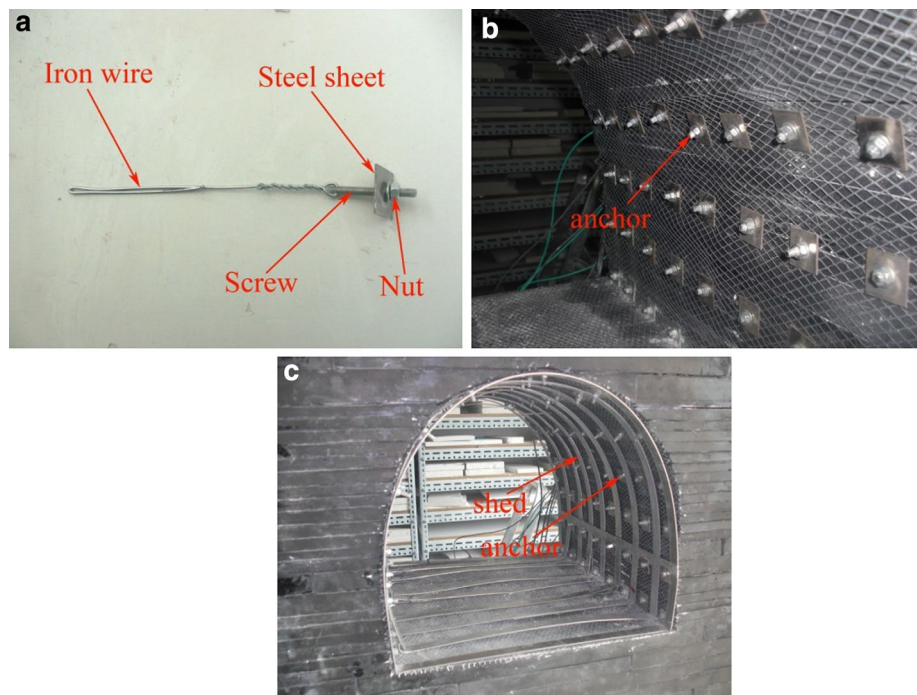 a
Iron wire
Steel sheet
Screw
Nut
b
anchor
c
shed
anchor